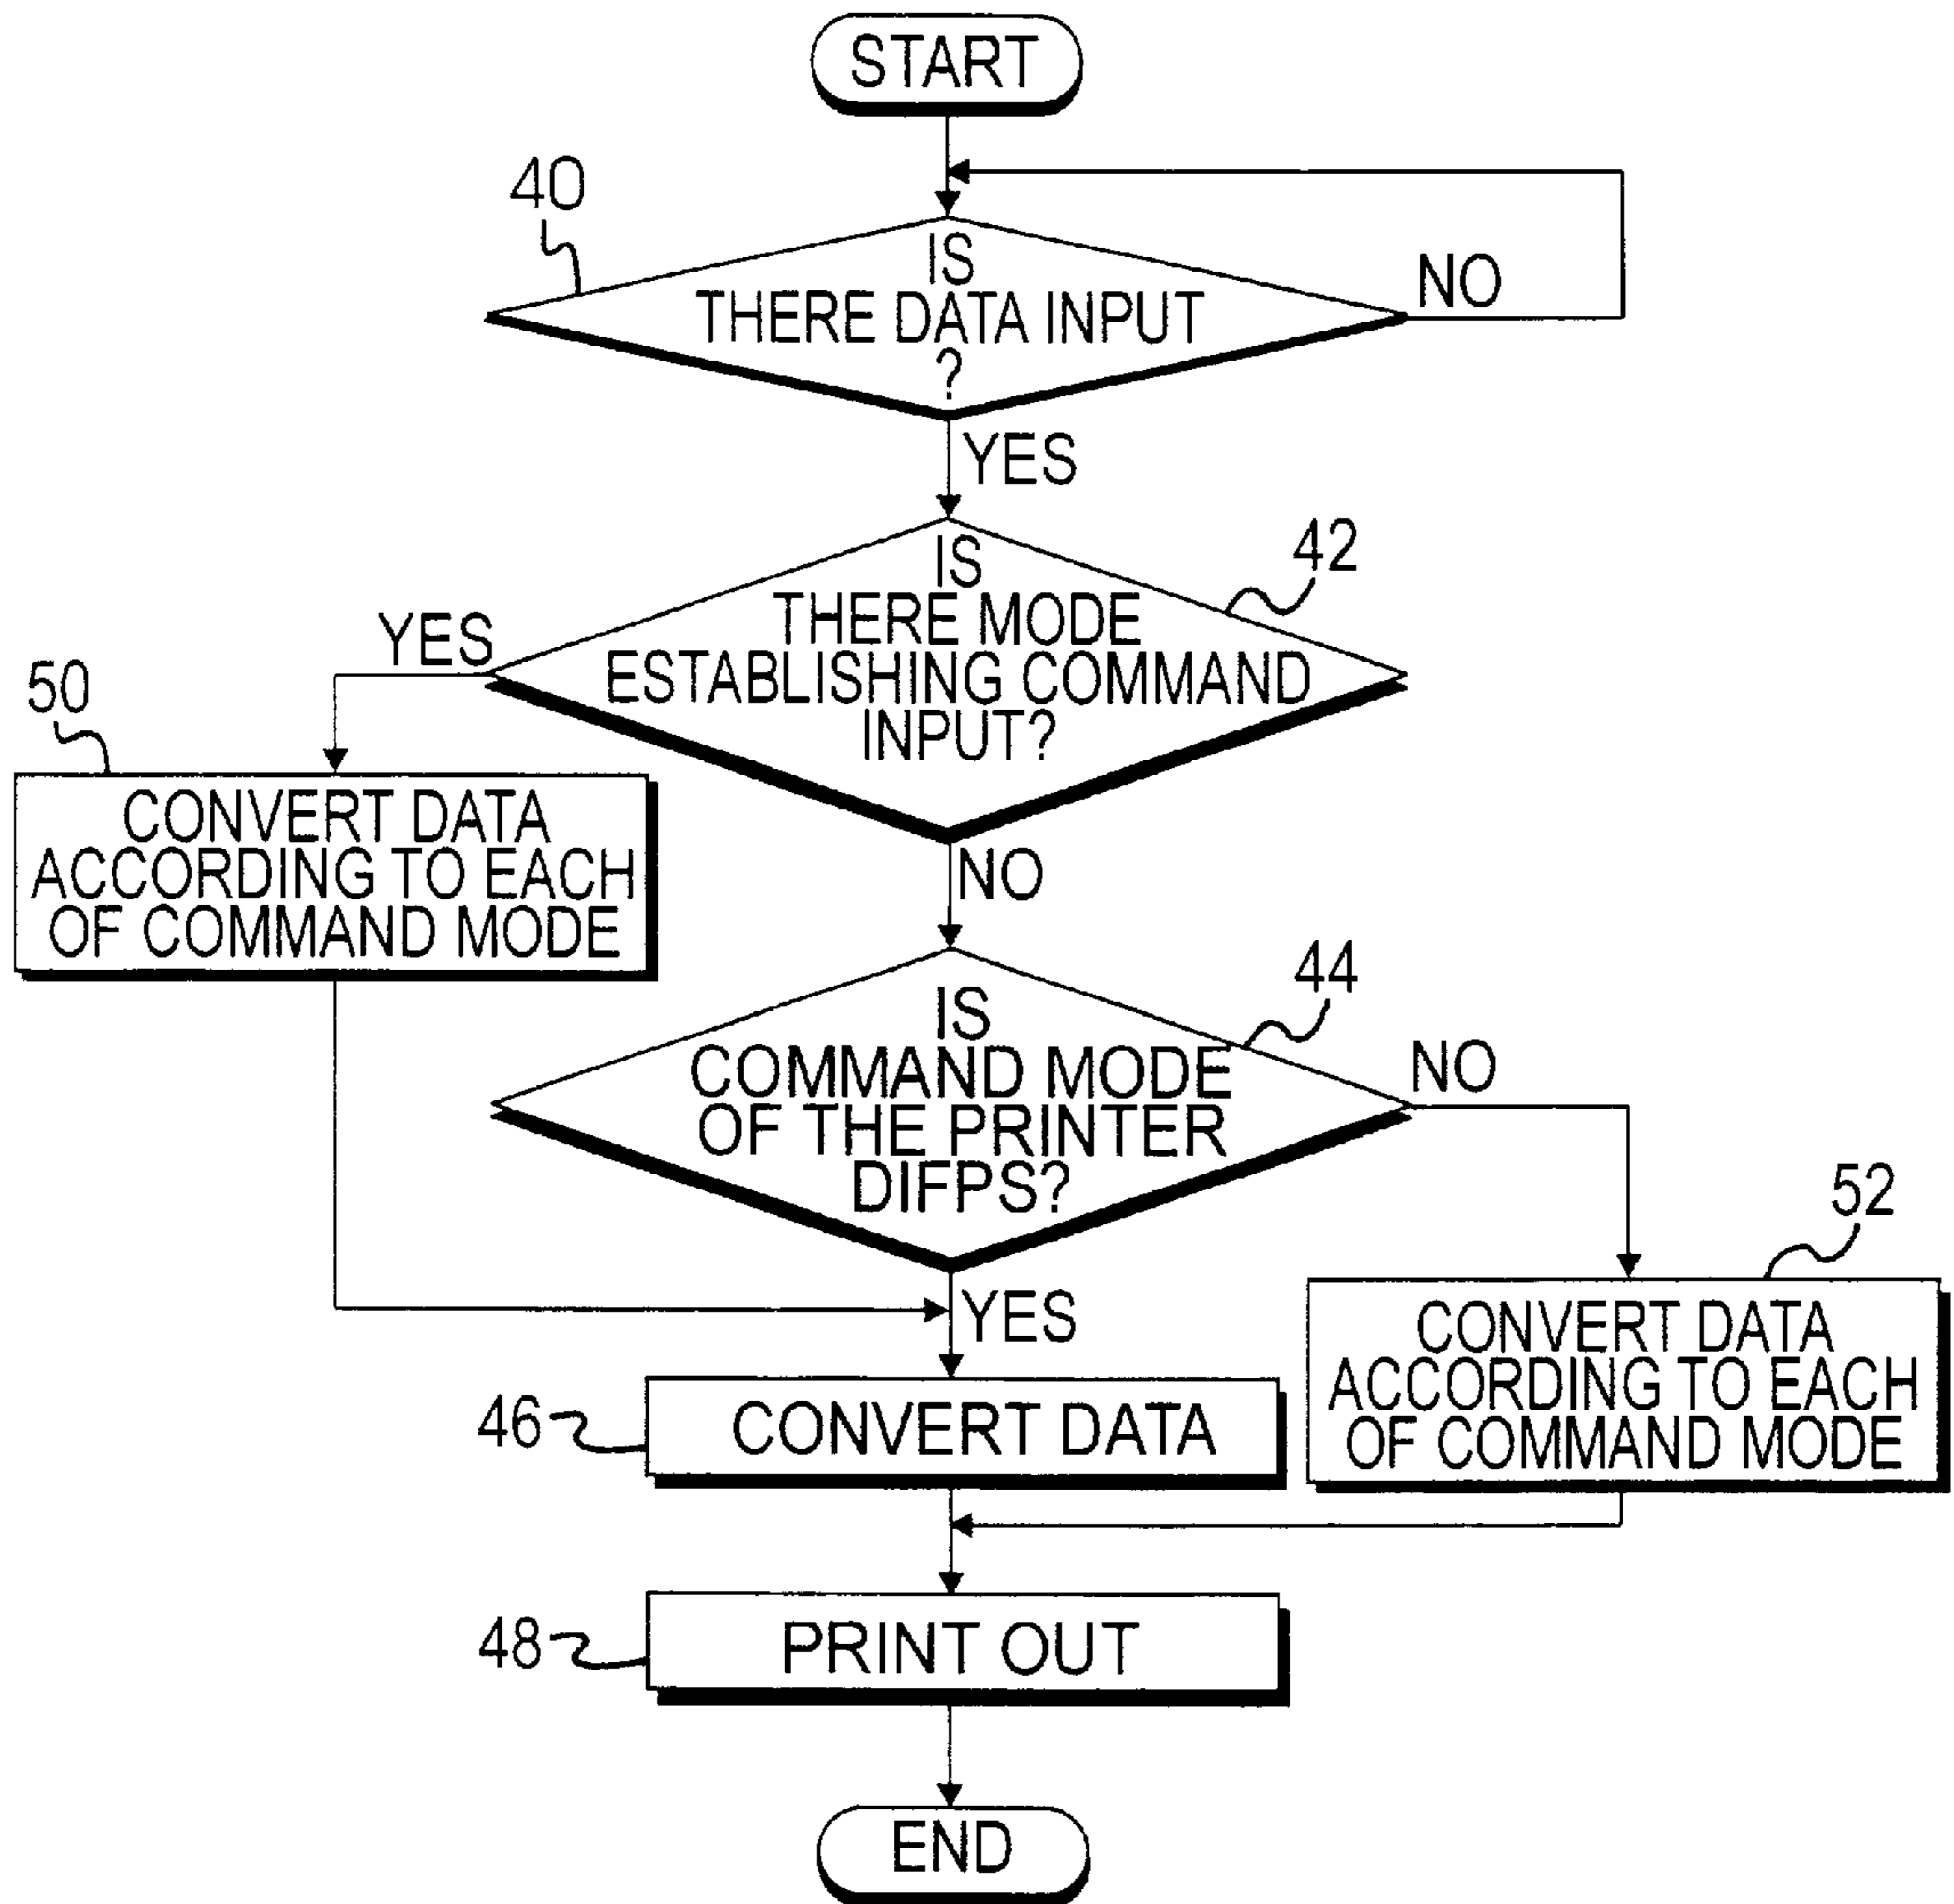 START
40
IS
THERE DATA INPUT
?
NO
YES
42
IS
THERE MODE
ESTABLISHING COMMAND
INPUT?
YES
50
CONVERT DATA
ACCORDING TO EACH
OF COMMAND MODE
NO
44
IS
COMMAND MODE
OF THE PRINTER
DIFPS?
NO
52
YES
CONVERT DATA
ACCORDING TO EACH
OF COMMAND MODE
46
CONVERT DATA
48
PRINT OUT
END